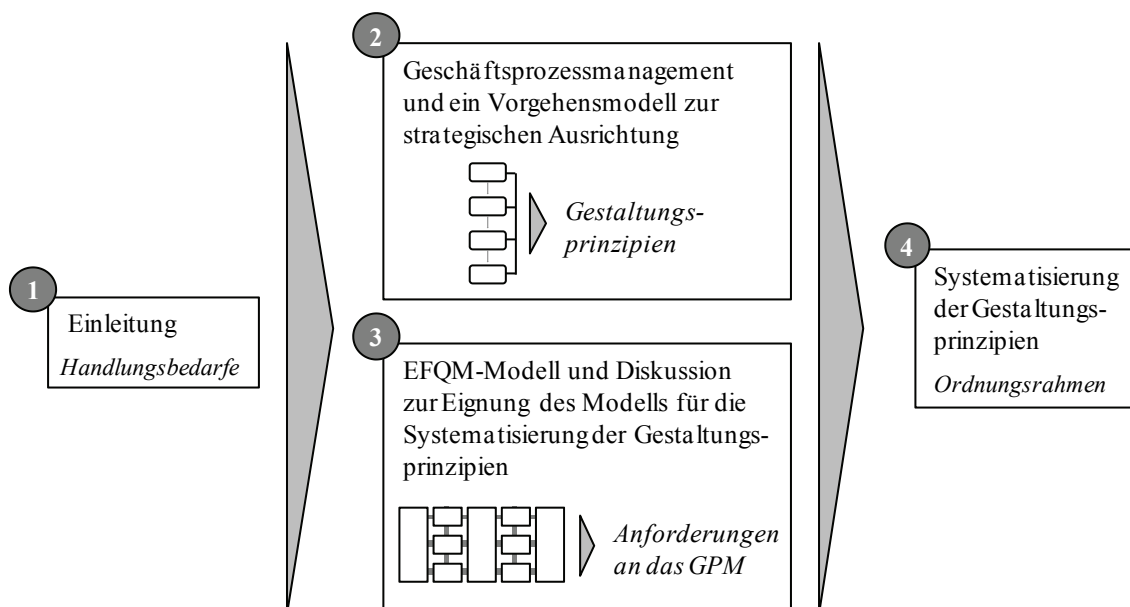 1
Einleitung
Handlungsbedarfe
2
Geschäftsprozessmanagement
und ein Vorgehensmodell zur
strategischen Ausrichtung
Gestaltungs-
prinzipien
3
EFQM-Modell und Diskussion
zur Eignung des Modells für die
Systematisierung der Gestaltungs-
prinzipien
Anforderungen
an das GPM
4
Systematisierung
der Gestaltungs-
prinzipien
Ordnungsrahmen